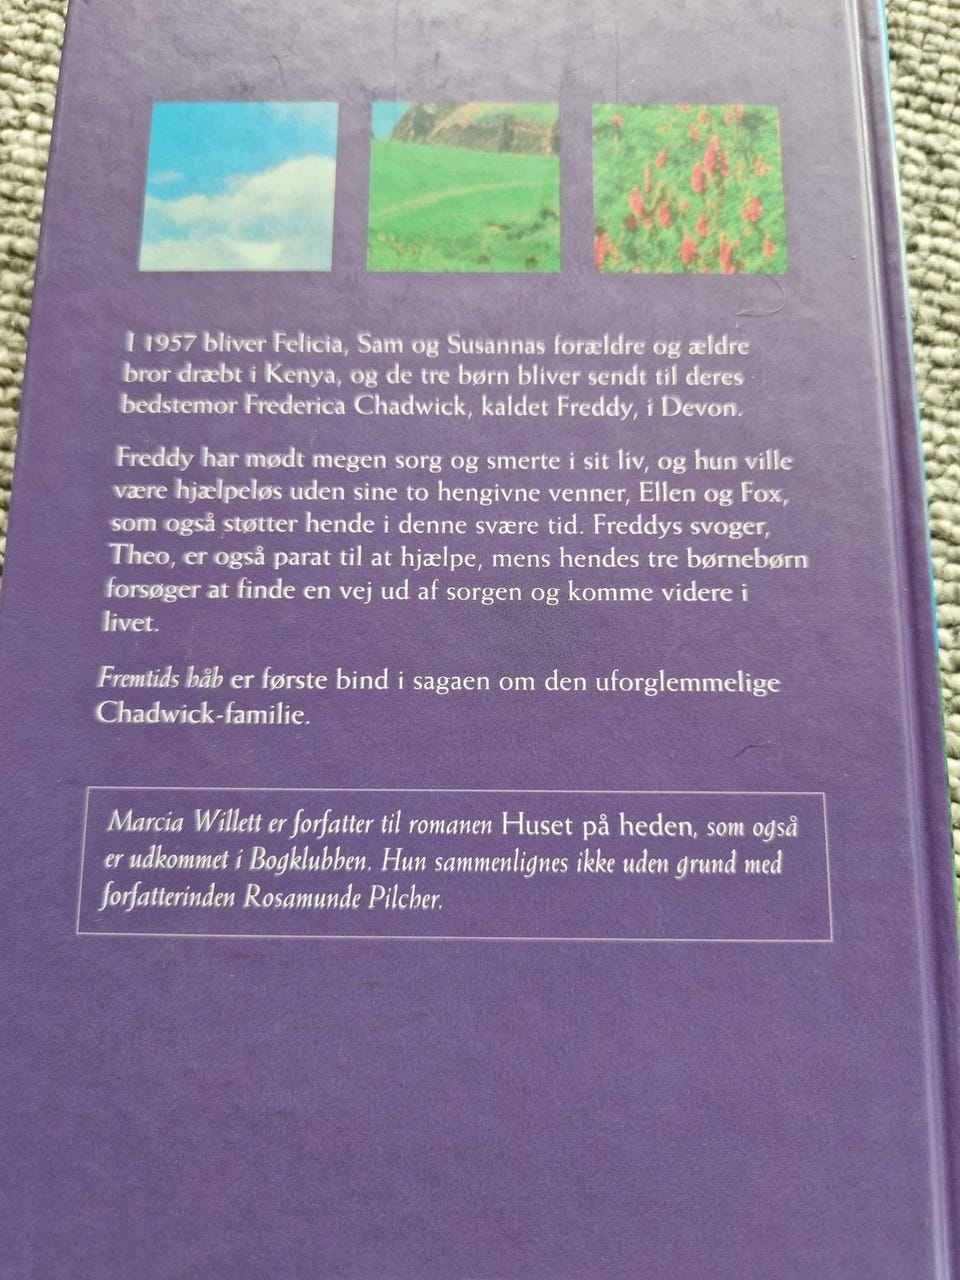 I 1957 bliver Felicia, Sam og Susannas forældre og ældre
bror dræbt i Kenya, og de tre børn bliver sendt til deres
bedstemor Frederica Chadwick, kaldet Freddy, i Devon.
Freddy har mødt megen sorg og smerte i sit liv, og hun ville
være hjælpeløs uden sine to hengivne venner, Ellen og Fox,
som også støtter hende i denne svære tid. Freddys svoger,
Theo, er også parat til at hjælpe, mens hendes tre børnebørn
forsøger at finde en vej ud af sorgen og komme videre i
livet.
Fremtids håb er første bind i sagaen om den uforglemmelige
Chadwick-familie.
Marcia Willett er forfatter til romanen Huset på heden, som også
er udkommet i Bogklubben. Hun sammenlignes ikke uden grund med
forfatterinden Rosamunde Pilcher.